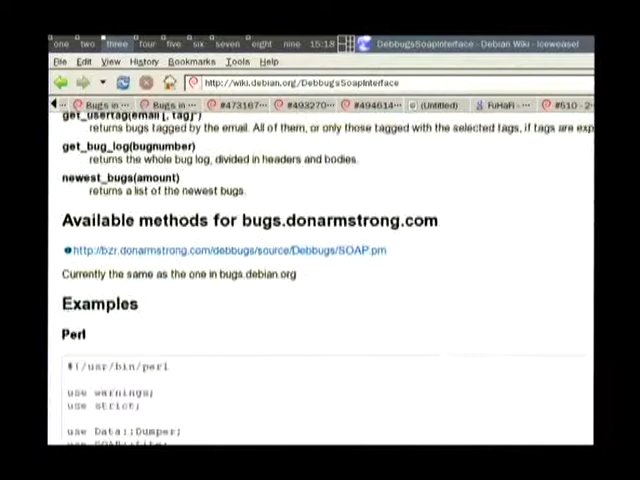 one two three four five six seven eight nine 15:18 DebbugsSoapInterface - Debian Wiki - Iceweasel
File Edit View History Bookmarks Tools Help
http://wiki.debian.org/DebbugsSoapInterface
Bugs in ... Bugs in ... #473167... #493270... #494614... (Untitled) #510 - 2
get_usertag(email [, tag]*)
returns bugs tagged by the email. All of them, or only those tagged with the selected tags, if tags are exp
get_bug_log(bugnumber)
returns the whole bug log, divided in headers and bodies.
newest_bugs(amount)
returns a list of the newest bugs.
Available methods for bugs.donarmstrong.com
http://bzr.donarmstrong.com/debbugs/source/Debbugs/SOAP.pm
Currently the same as the one in bugs.debian.org
Examples
Perl
#!/usr/bin/perl
use warnings;
use strict;
use Data::Dumper;